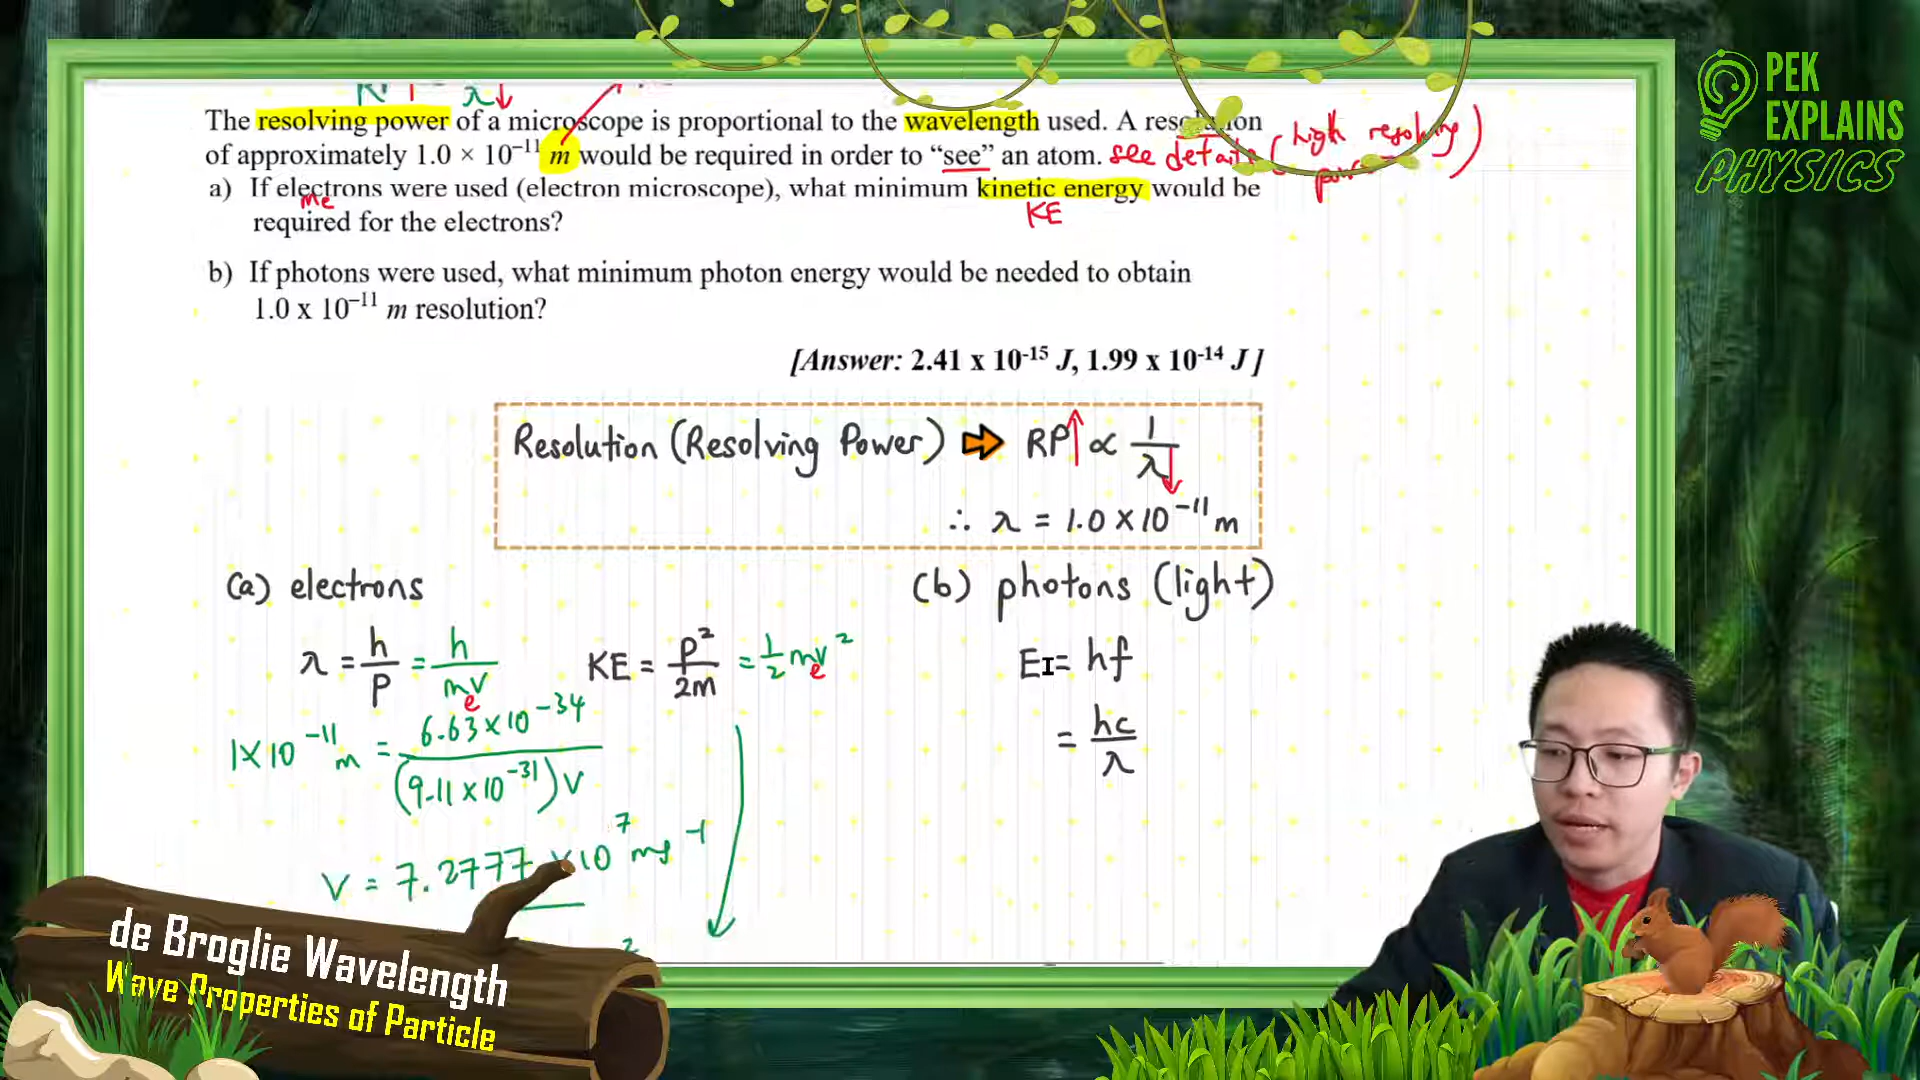 RP ↑ λ↓
The resolving power of a microscope is proportional to the wavelength used. A resolution
of approximately 1.0 × 10⁻¹¹ m would be required in order to “see” an atom. see details (high resolving
power)
a) If electrons were used (electron microscope), what minimum kinetic energy would be
me
KE
required for the electrons?
b) If photons were used, what minimum photon energy would be needed to obtain
1.0 x 10⁻¹¹ m resolution?
[Answer: 2.41 x 10⁻¹⁵ J, 1.99 x 10⁻¹⁴ J]
Resolution (Resolving Power) ➡ RP↑ ∝ 1/λ↓
∴ λ = 1.0 × 10⁻¹¹ m
(a) electrons
λ = h/P = h/mₑv
KE = P²/2m = ½mₑv²
1×10⁻¹¹ m = 6.63×10⁻³⁴/(9.11×10⁻³¹)v
v = 7.2777 ×10⁷ ms⁻¹
2
(b) photons (light)
E = hf
= hc/λ
PEK
EXPLAINS
PHYSICS
de Broglie Wavelength
Wave Properties of Particle